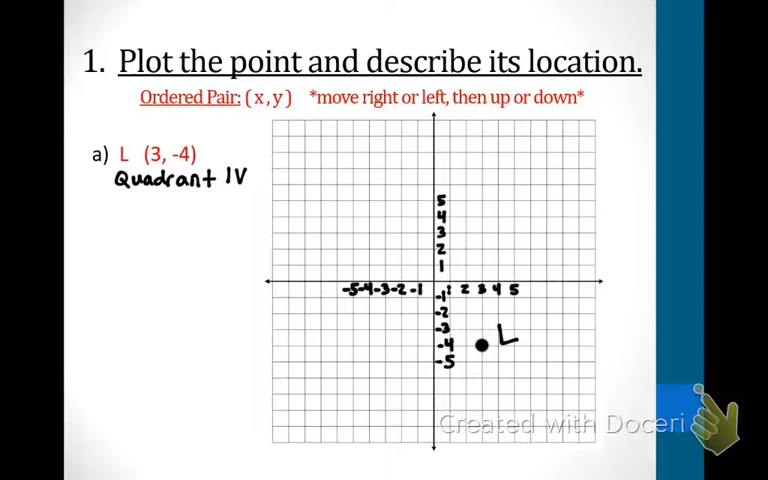 1. Plot the point and describe its location.
Ordered Pair: ( x , y ) *move right or left, then up or down*
a) L (3, -4)
Quadrant IV
5
4
3
2
1
-5 -4 -3 -2 -1 1 2 3 4 5
-1
-2
-3
-4
-5
L
Created with Doceri